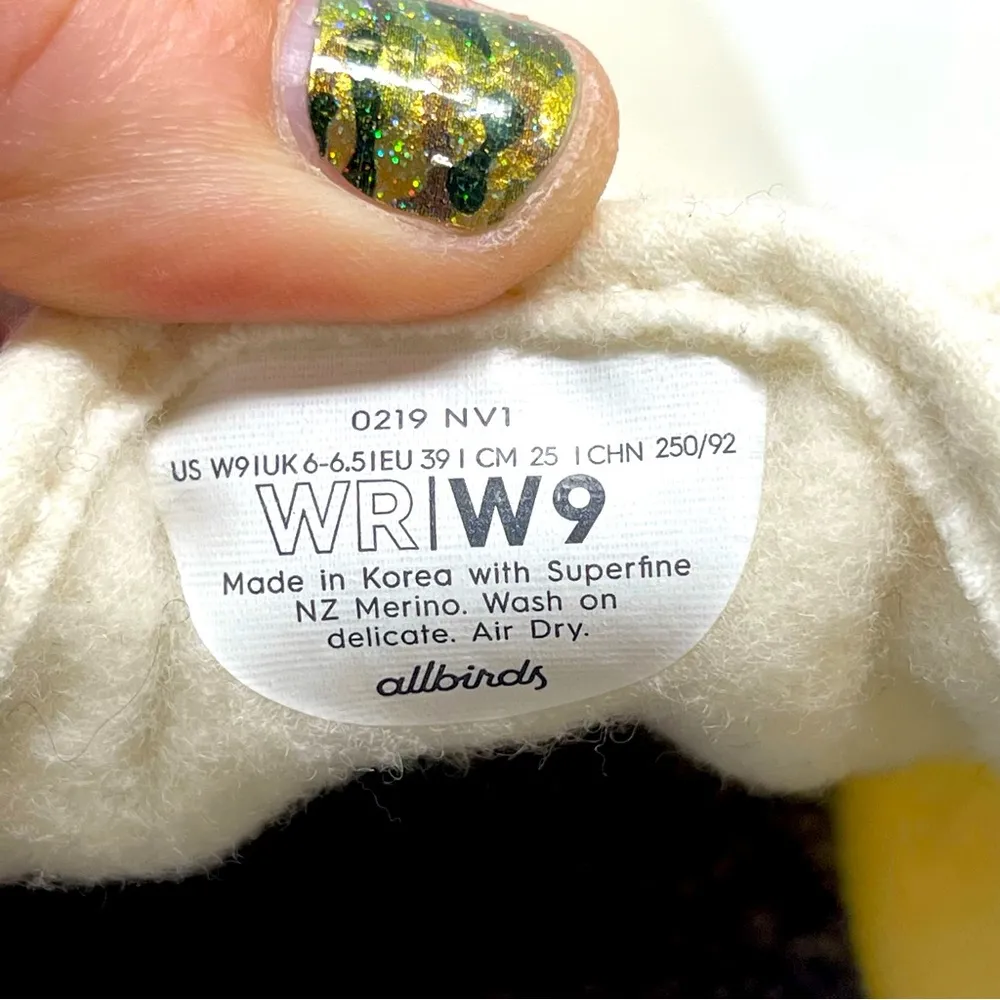 0219 NV1
US W9 | UK 6-6.5 | EU 39 | CM 25 | CHN 250/92
WR|W9
Made in Korea with Superfine
NZ Merino. Wash on
delicate. Air Dry.
allbirds